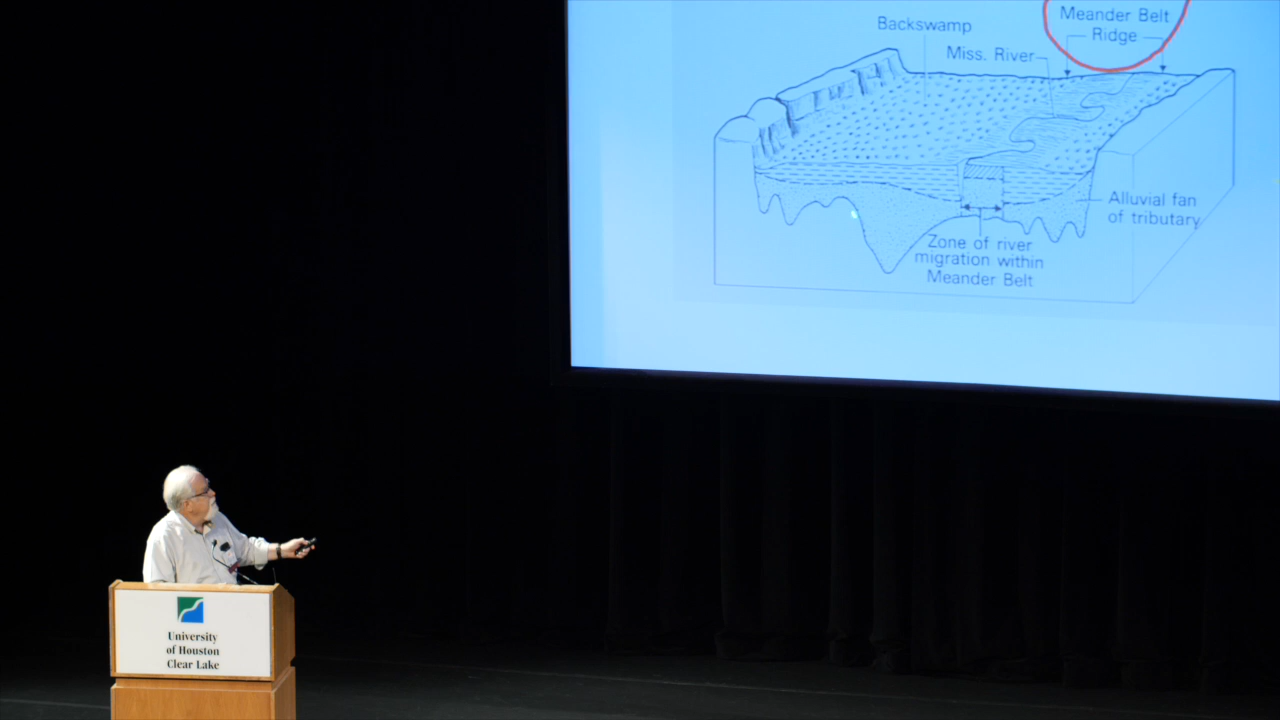 Meander Belt
Ridge
Backswamp
Miss. River
Alluvial fan
of tributary
Zone of river
migration within
Meander Belt
University
of Houston
Clear Lake